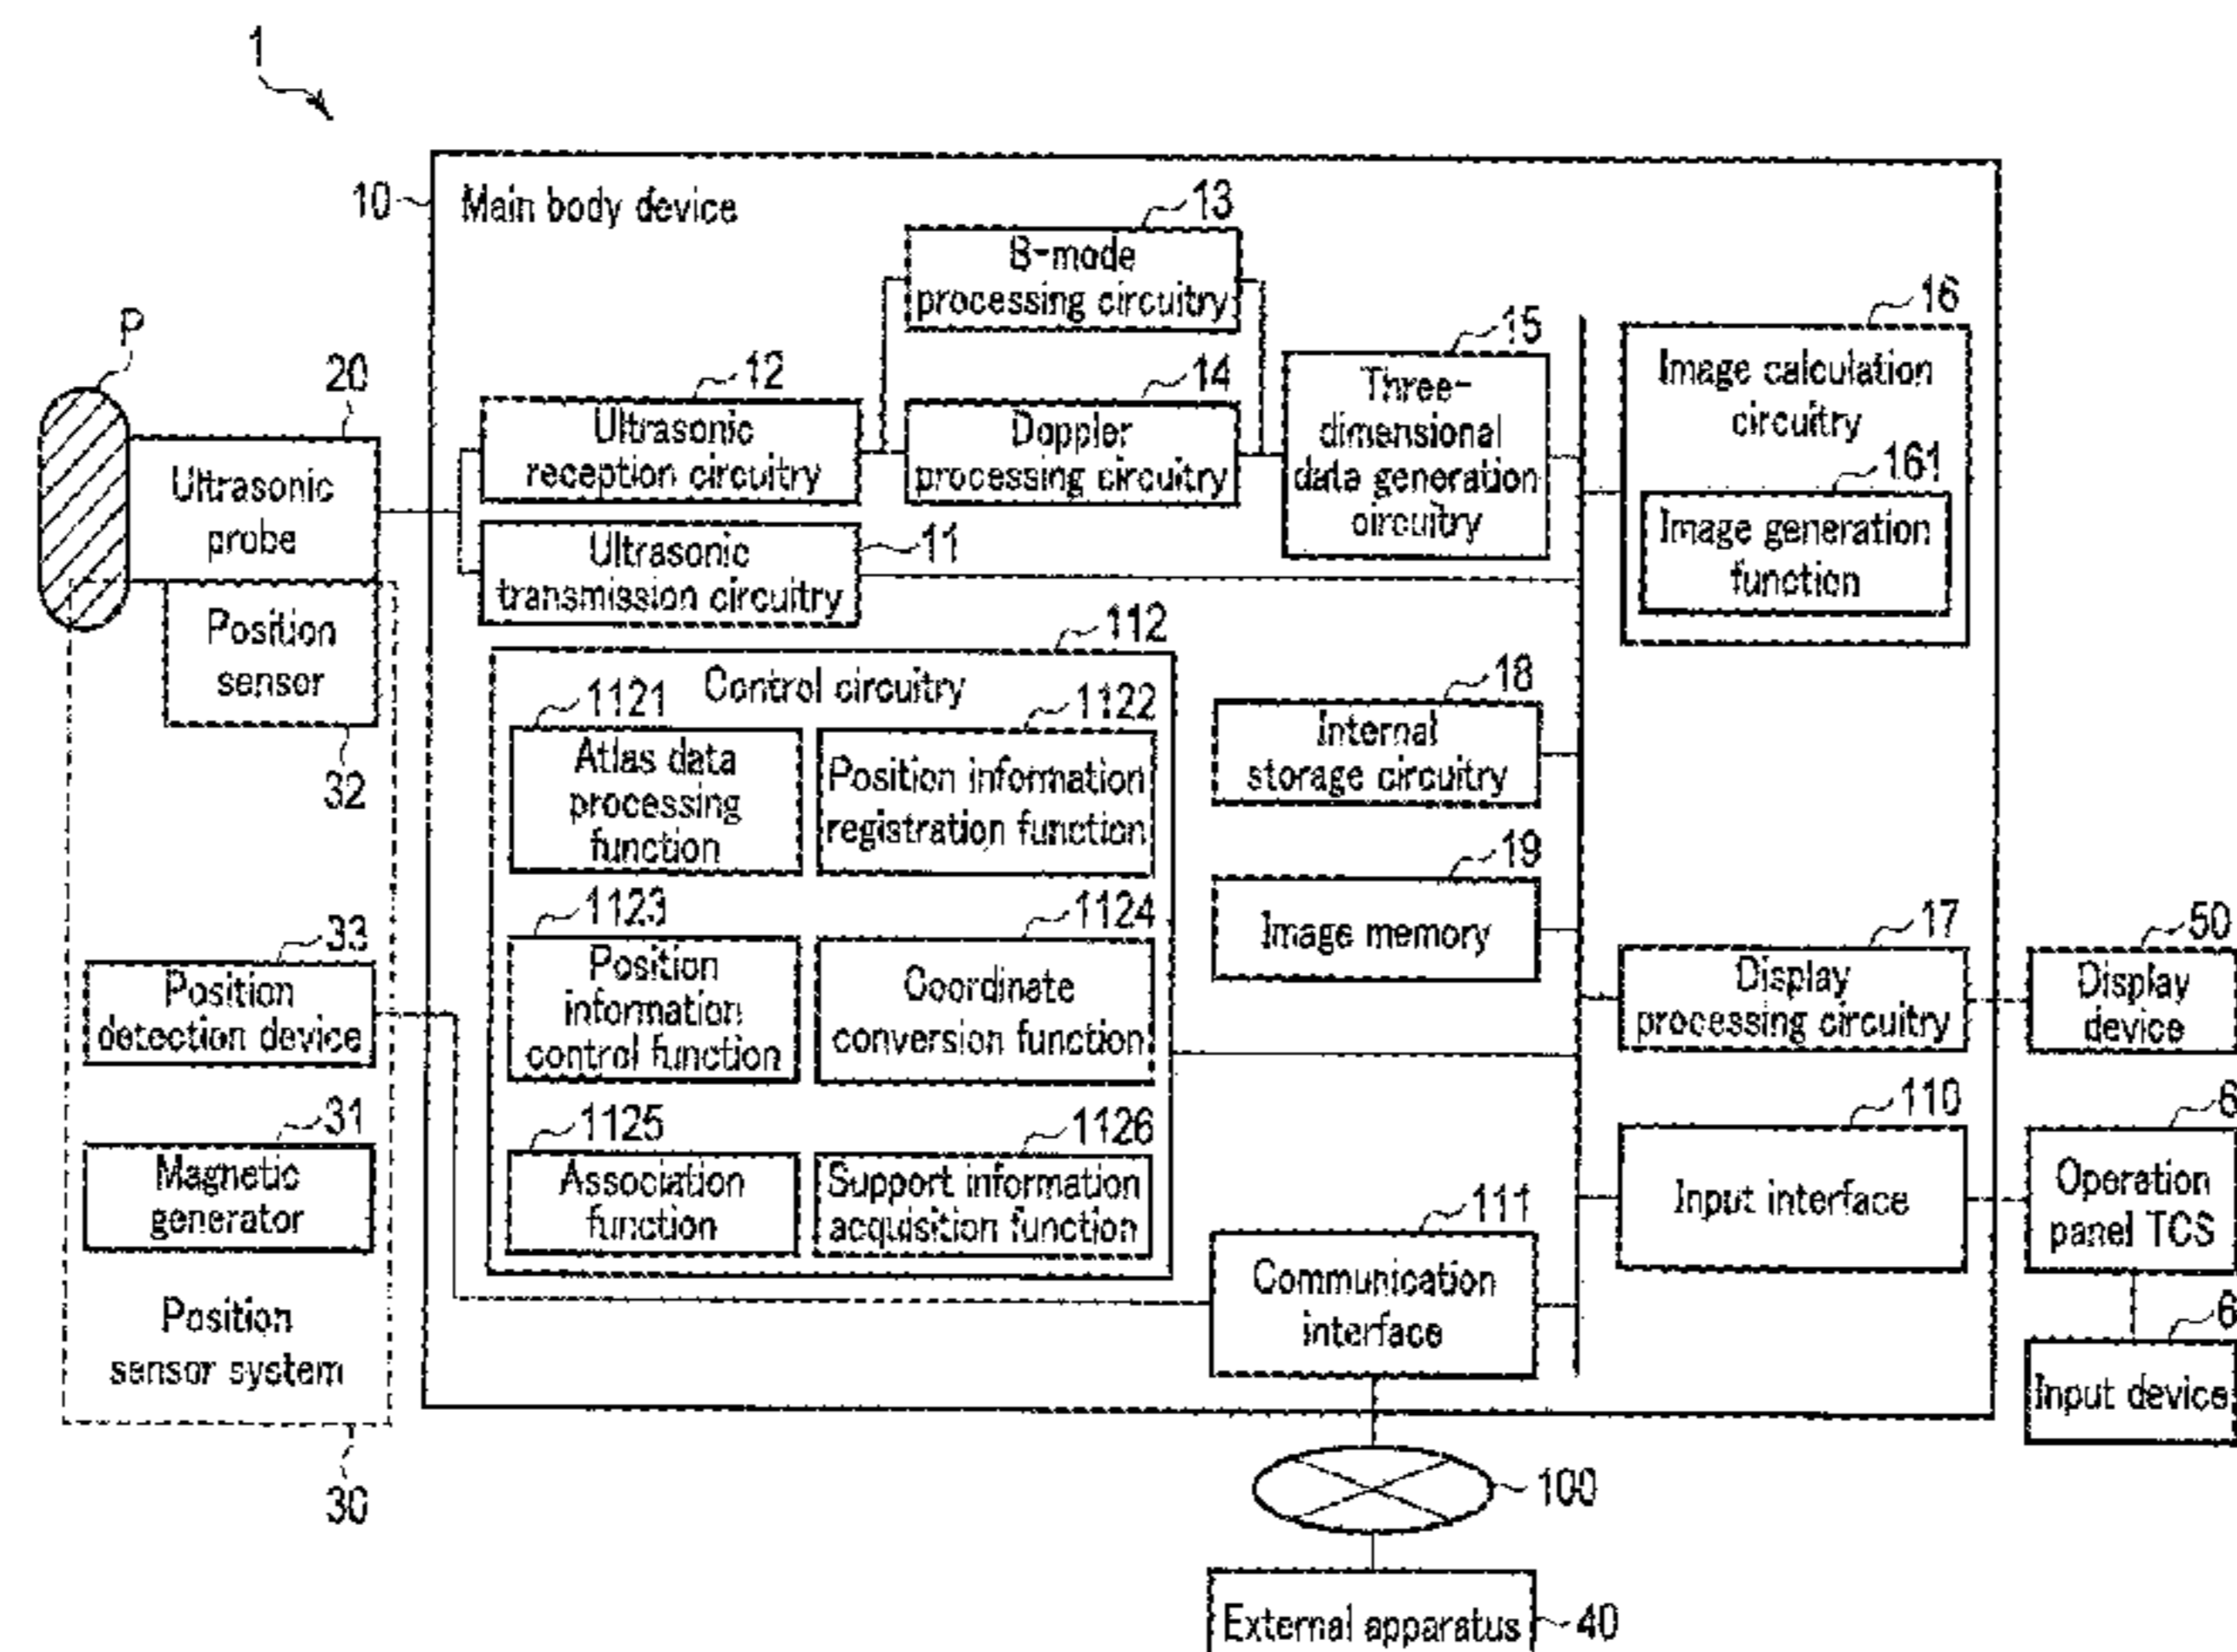 1
10
Main body device
13
B-mode
processing circuitry
P
20
Ultrasonic
probe
Position
sensor
32
12
Ultrasonic
reception circuitry
14
Doppler
processing circuitry
15
Three-
dimensional
data generation
circuitry
16
Image calculation
circuitry
161
Image generation
function
Ultrasonic
transmission circuitry
11
112
Control circuitry
1121
Atlas data
processing
function
1122
Position information
registration function
1123
Position
information
control function
1124
Coordinate
conversion function
1125
Association
function
1126
Support information
acquisition function
18
Internal
storage circuitry
19
Image memory
17
Display
processing circuitry
50
Display
device
33
Position
detection device
31
Magnetic
generator
Position
sensor system
30
110
Input interface
6
Operation
panel TCS
6
Input device
111
Communication
interface
100
External apparatus
40